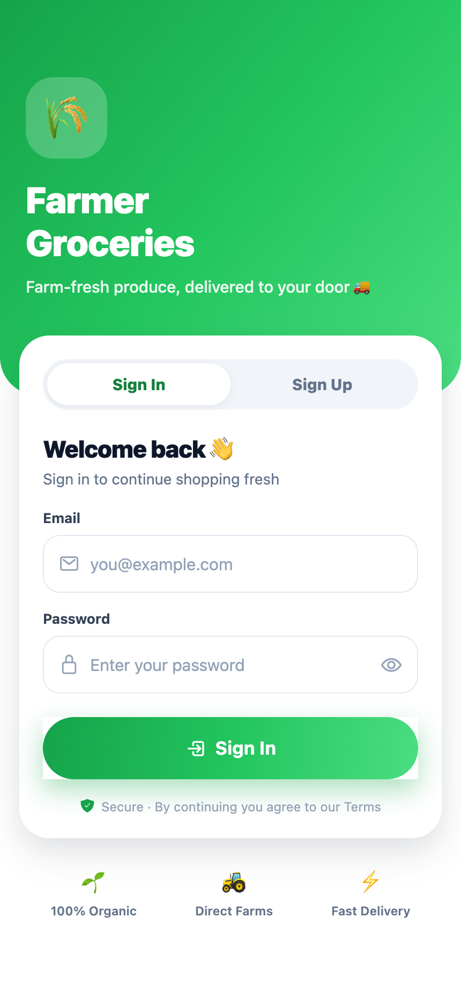 Farmer
Groceries
Farm-fresh produce, delivered to your door 🚚
Sign In
Sign Up
Welcome back 👋
Sign in to continue shopping fresh
Email
you@example.com
Password
Enter your password
Sign In
Secure · By continuing you agree to our Terms
100% Organic
Direct Farms
Fast Delivery